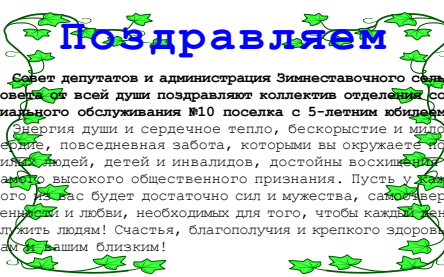 Поздравляем
Совет депутатов и администрация Зимнеставочного сель
овета от всей души поздравляют коллектив отделения со
иального обслуживания №10 поселка с 5-летним юбилеем
Энергия души и сердечное тепло, бескорыстие и мило
ердие, повседневная забота, которыми вы окружаете по
илых людей, детей и инвалидов, достойны восхищения
амого высокого общественного признания. Пусть у каж
ого из вас будет достаточно сил и мужества, самоотвер
енности и любви, необходимых для того, чтобы каждый ден
лужить людям! Счастья, благополучия и крепкого здоровь
ам и вашим близким!